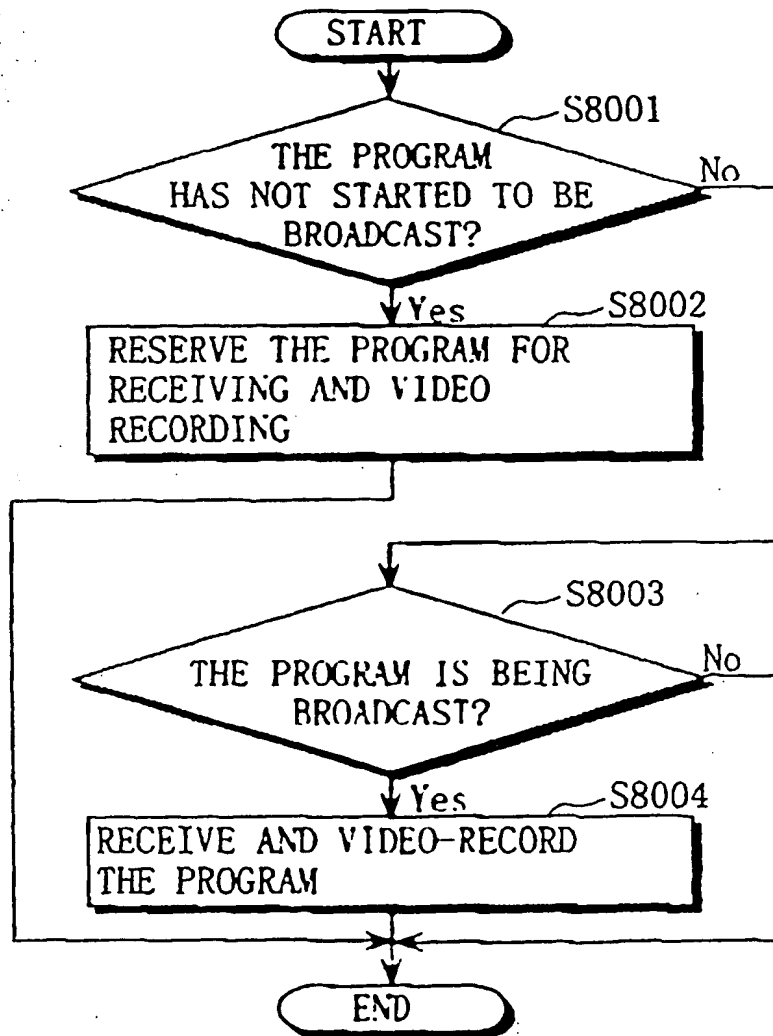 START
S8001
THE PROGRAM
HAS NOT STARTED TO BE
BROADCAST?
No
Yes
S8002
RESERVE THE PROGRAM FOR
RECEIVING AND VIDEO
RECORDING
S8003
THE PROGRAM IS BEING
BROADCAST?
No
Yes
S8004
RECEIVE AND VIDEO-RECORD
THE PROGRAM
END